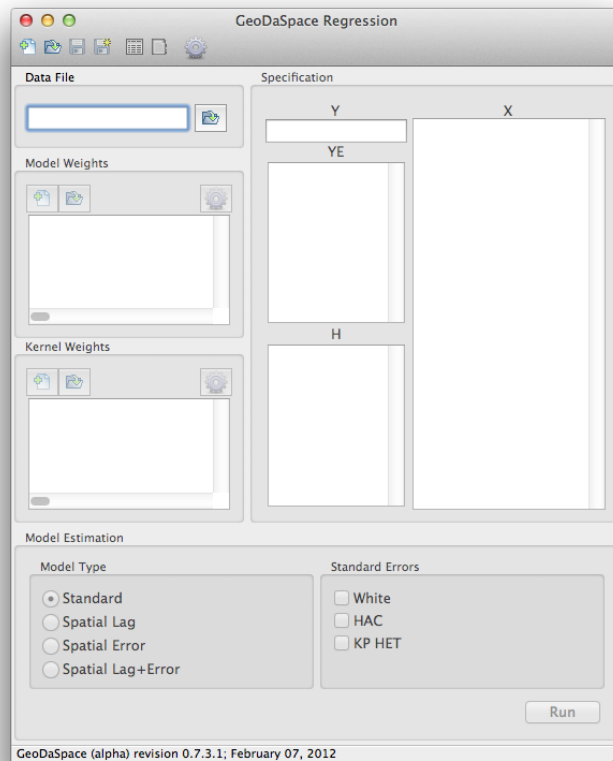 GeoDaSpace Regression
Data File
Model Weights
Kernel Weights
Specification
Y
YE
H
X
Model Estimation
Model Type
Standard
Spatial Lag
Spatial Error
Spatial Lag+Error
Standard Errors
White
HAC
KP HET
Run
GeoDaSpace (alpha) revision 0.7.3.1; February 07, 2012